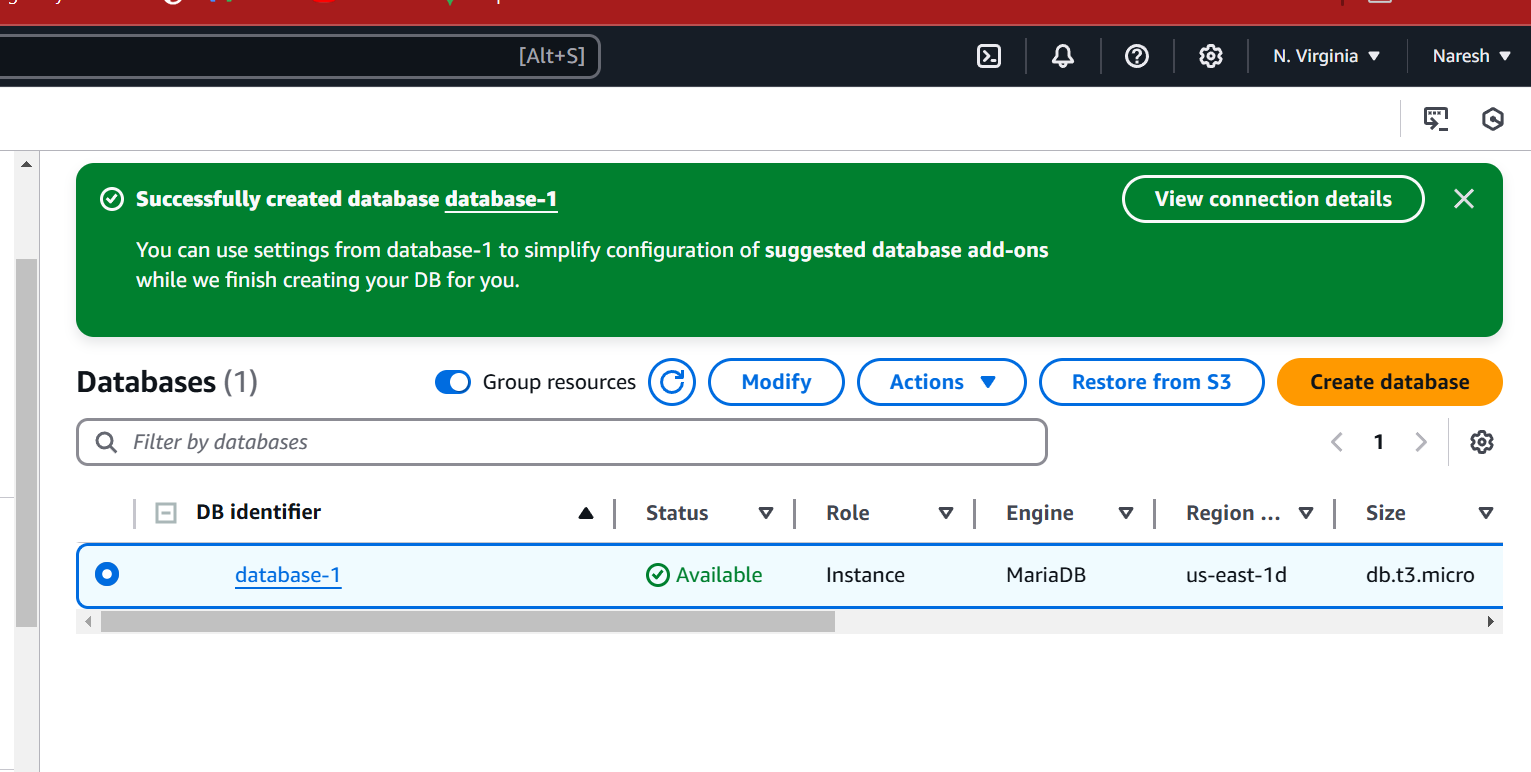 [Alt+S]
N. Virginia
Naresh
Successfully created database database-1
View connection details
You can use settings from database-1 to simplify configuration of suggested database add-ons
while we finish creating your DB for you.
Databases (1)
Group resources
Modify
Actions
Restore from S3
Create database
Filter by databases
1
DB identifier
Status
Role
Engine
Region ...
Size
database-1
Available
Instance
MariaDB
us-east-1d
db.t3.micro